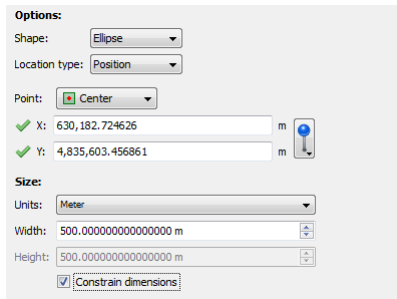 Options:
Shape: Ellipse
Location type: Position
Point: Center
X: 630,182.724626 m
Y: 4,835,603.456861 m
Size:
Units: Meter
Width: 500.000000000000000 m
Height: 500.000000000000000 m
Constrain dimensions